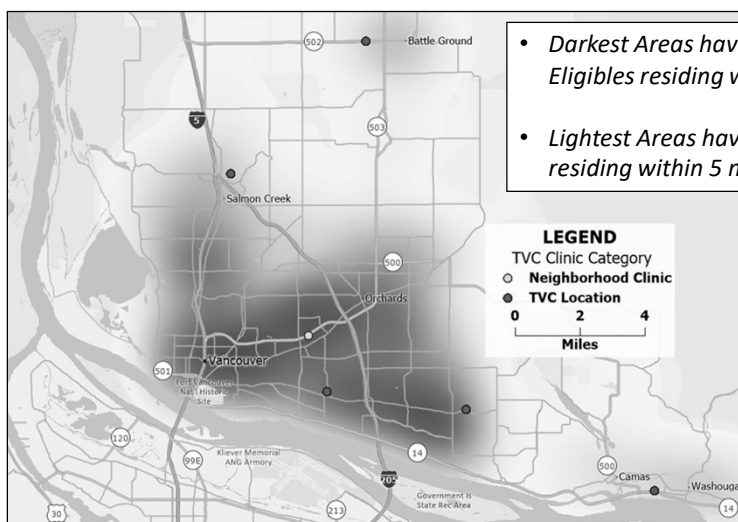 502
Battle Ground
• Darkest Areas hav
Eligibles residing w
• Lightest Areas hav
residing within 5 m
5
503
Salmon Creek
LEGEND
TVC Clinic Category
Neighborhood Clinic
TVC Location
0 2 4
Miles
500
Orchards
Vancouver
501
Fort Vancouver
Nat'l Historic
Site
14
120
99E
Kliever Memorial
ANG Armory
205
500
Camas
Washouga
14
Government Is
State Rec Area
213
30